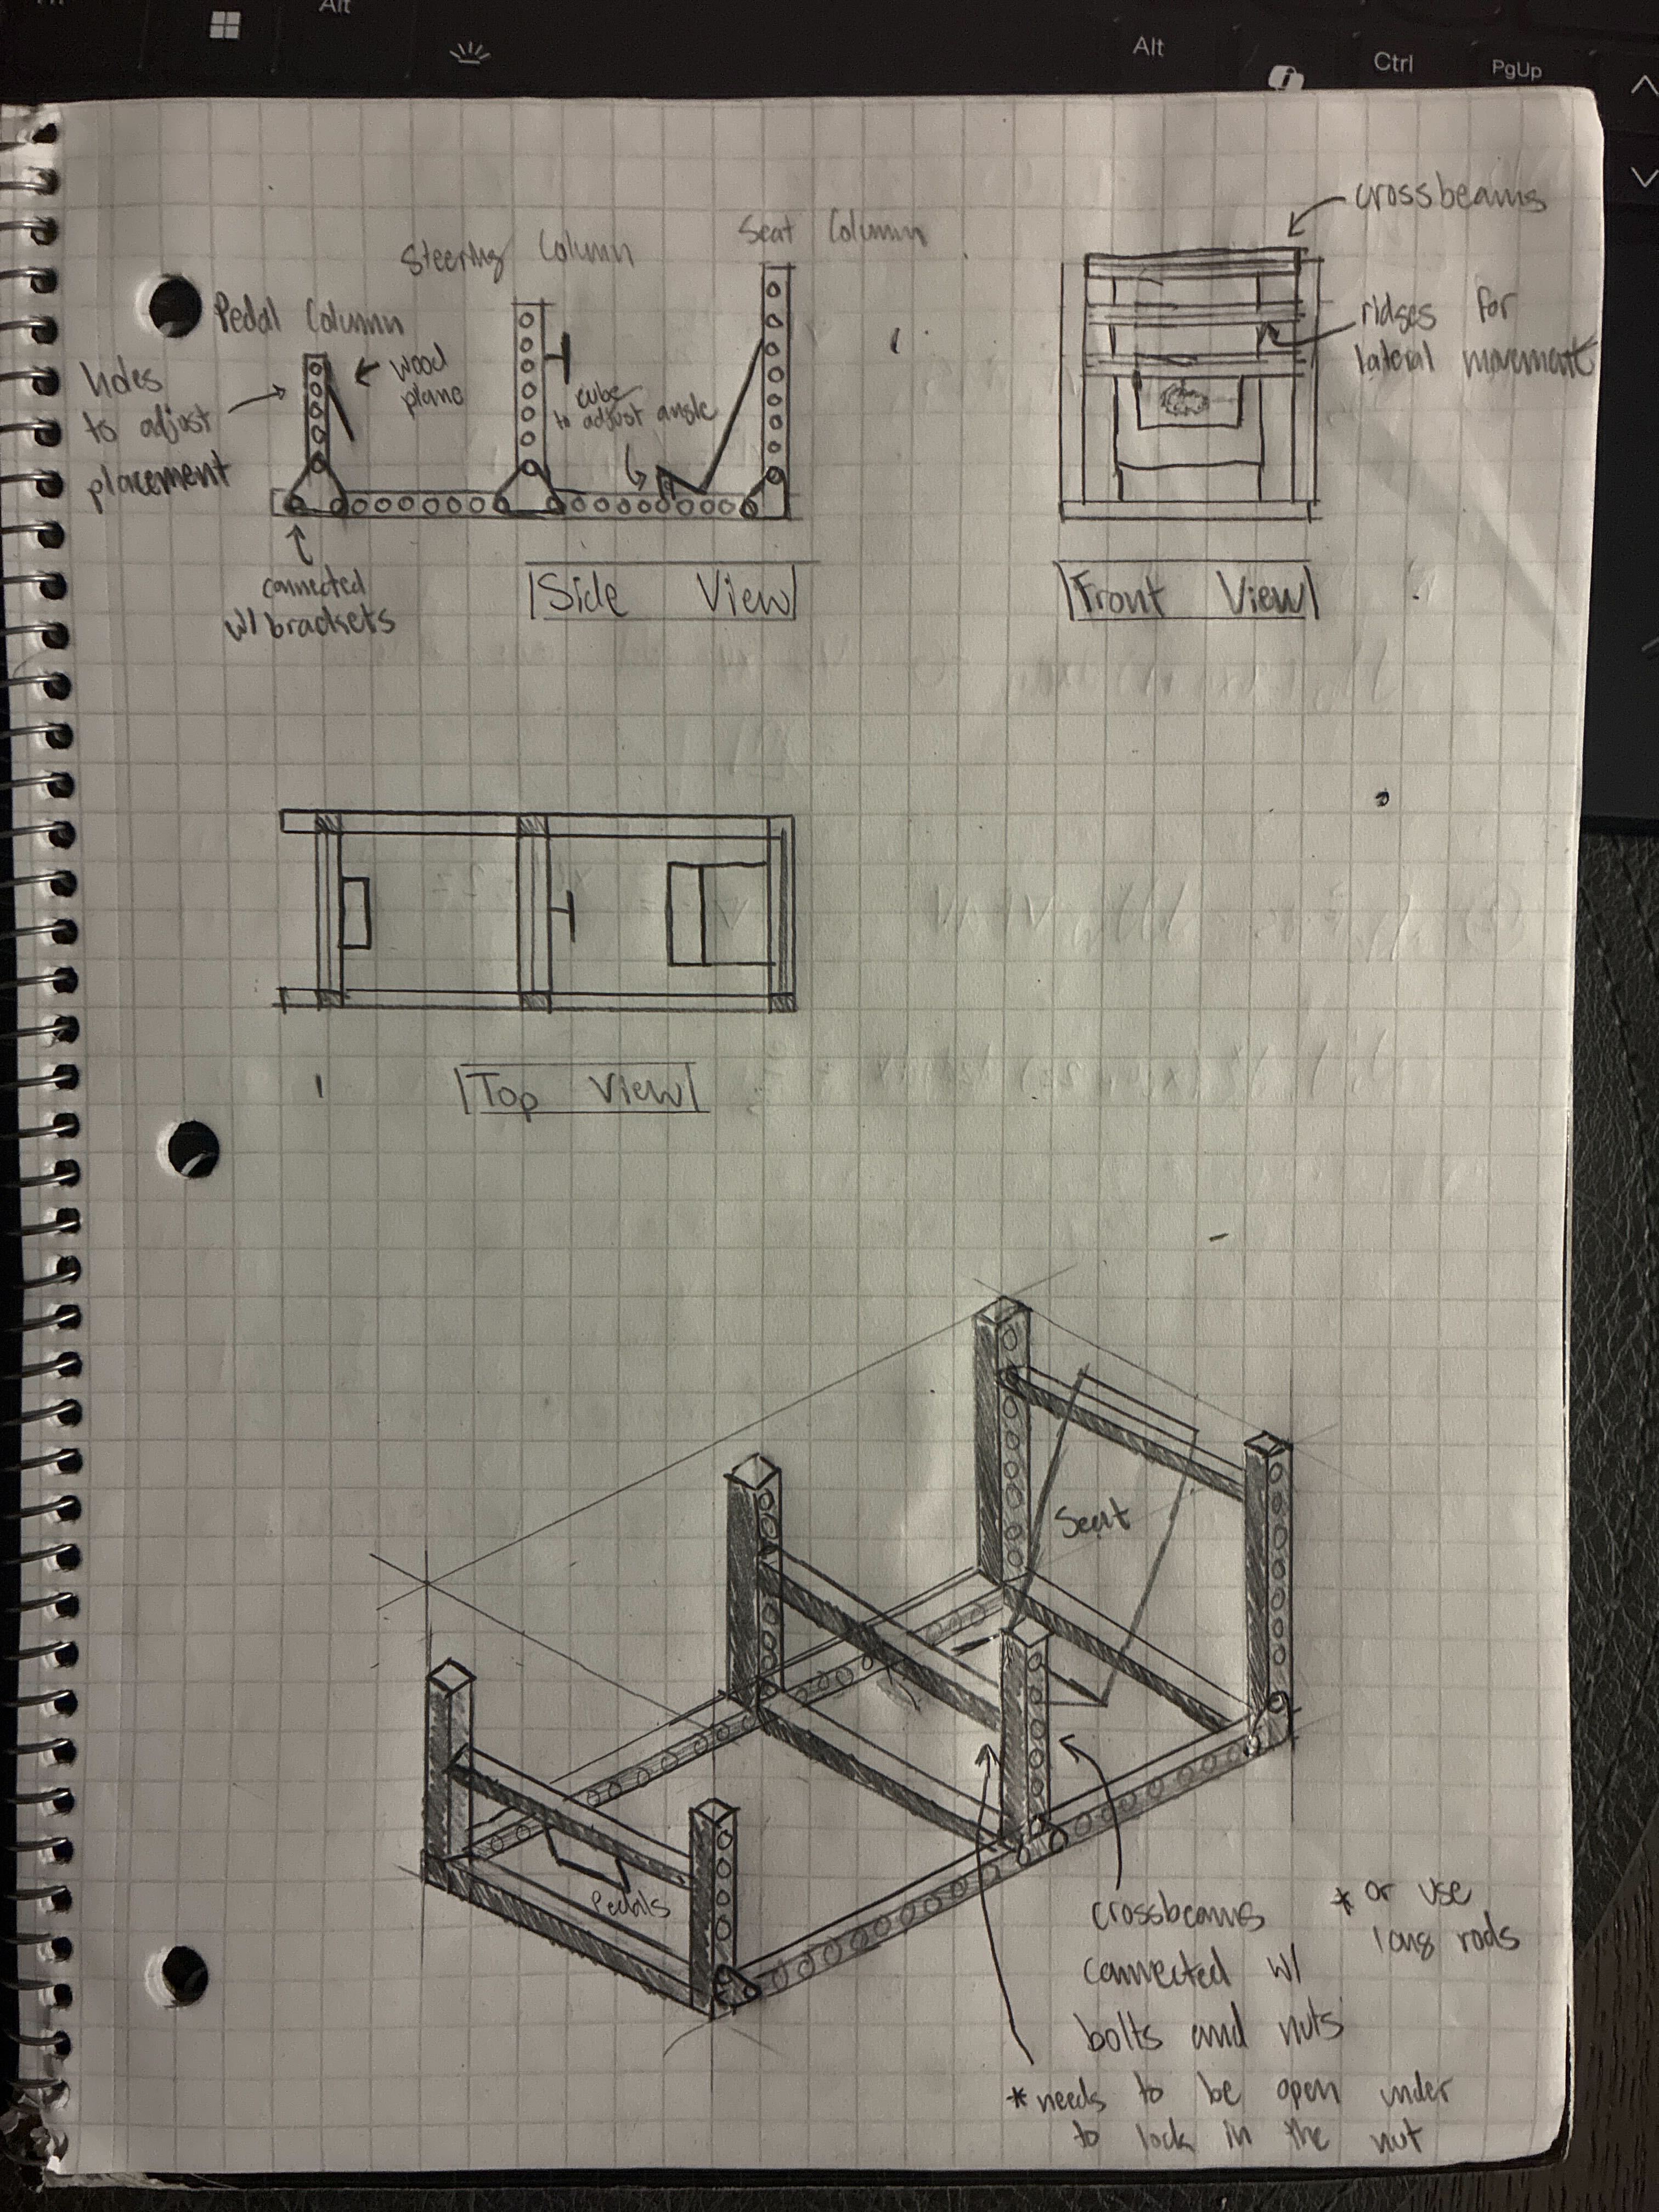 Alt
Alt
Ctrl
PgUp
crossbeams
Seat Column
Steering Column
Pedal Column
ridges for
lateral movement
holes
to adjust
placement
wood
plane
cube
to adjust angle
connected
w/ brackets
Side View
Front View
Top View
Seat
Pedals
crossbeams
connected w/
bolts and nuts
* or use
long rods
* needs to be open under
to lock in the nut